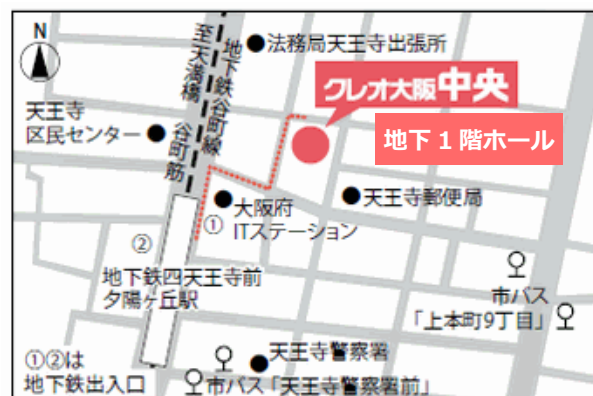 N
法務局天王寺出張所
地下鉄谷町線
至天満橋
クレオ大阪中央
地下1階ホール
天王寺
区民センター
谷町筋
天王寺郵便局
①
大阪府
ITステーション
②
地下鉄四天王寺前
夕陽ヶ丘駅
市バス
「上本町9丁目」
天王寺警察署
①②は
地下鉄出入口
市バス「天王寺警察署前」